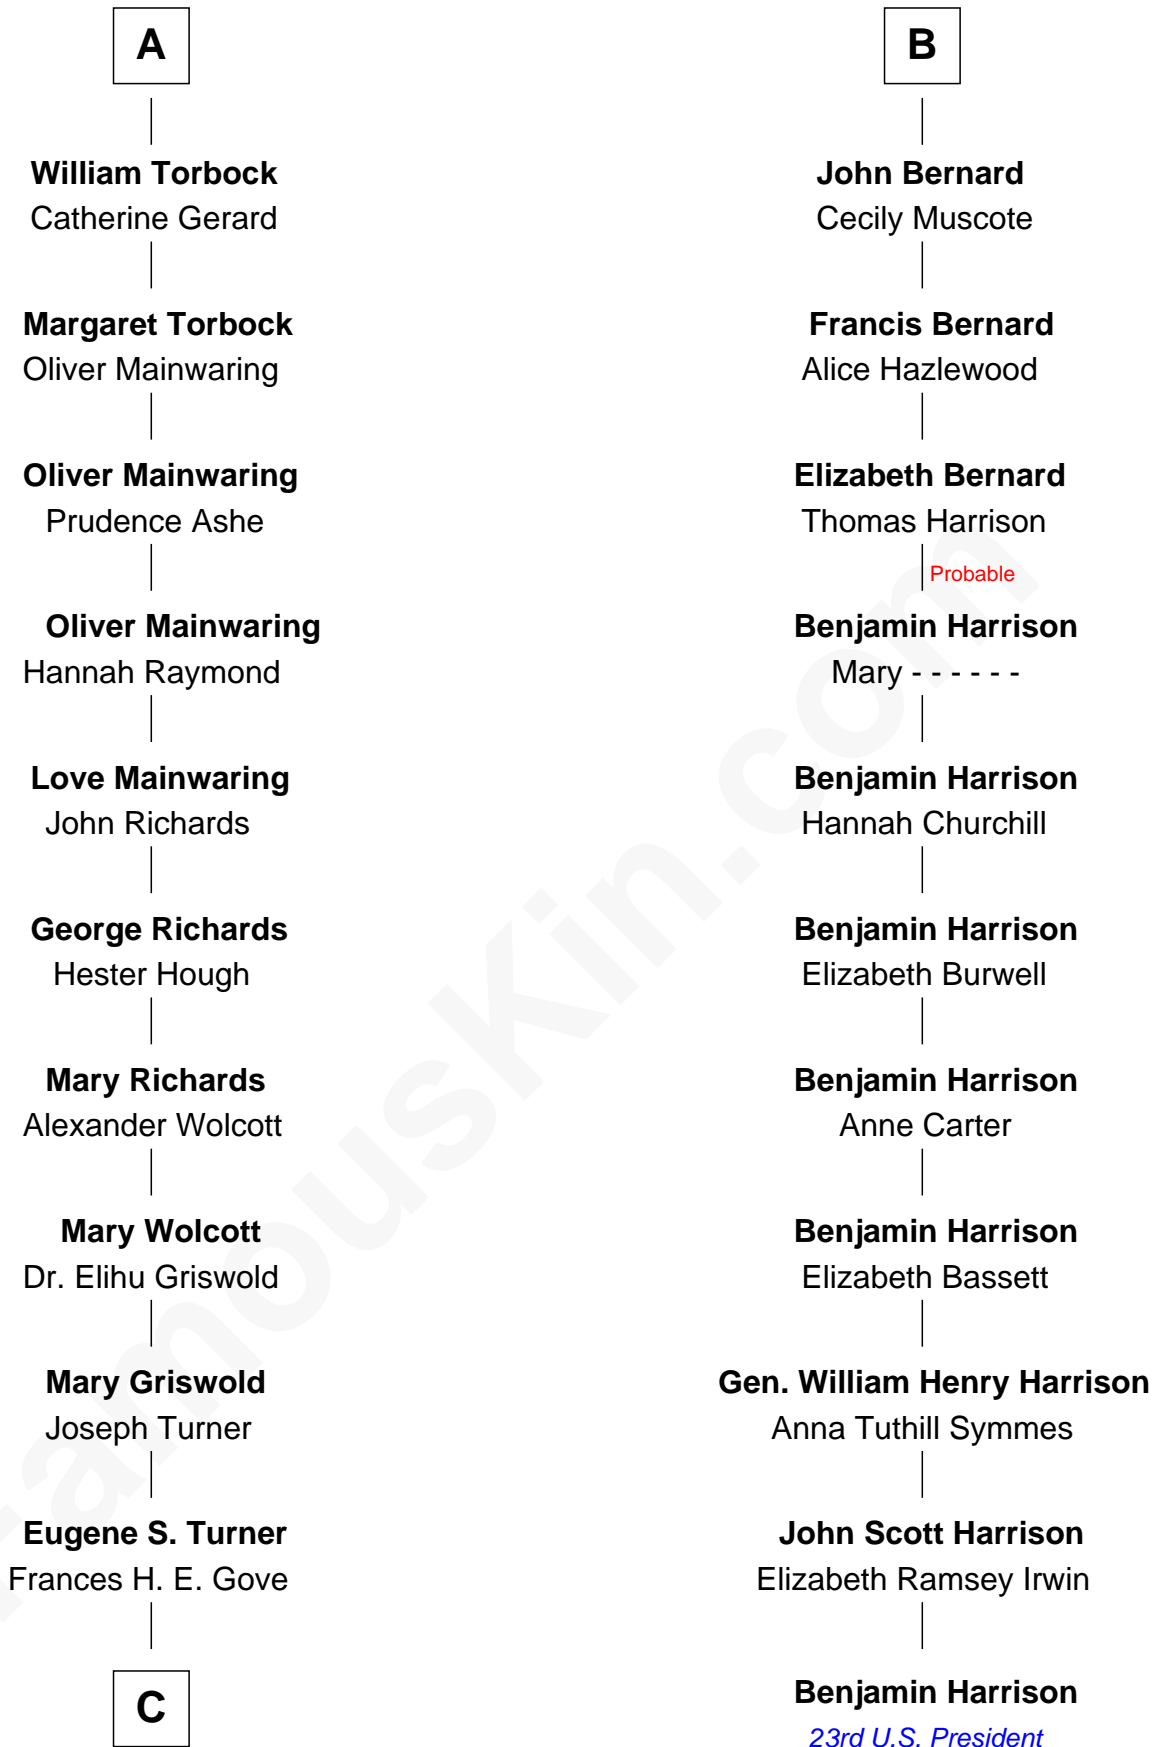 A
William Torbock
Catherine Gerard
Margaret Torbock
Oliver Mainwaring
Oliver Mainwaring
Prudence Ashe
Oliver Mainwaring
Hannah Raymond
Love Mainwaring
John Richards
George Richards
Hester Hough
Mary Richards
Alexander Wolcott
Mary Wolcott
Dr. Elihu Griswold
Mary Griswold
Joseph Turner
Eugene S. Turner
Frances H. E. Gove
C
B
John Bernard
Cecily Muscote
Francis Bernard
Alice Hazlewood
Elizabeth Bernard
Thomas Harrison
Probable
Benjamin Harrison
Mary - - - - - -
Benjamin Harrison
Hannah Churchill
Benjamin Harrison
Elizabeth Burwell
Benjamin Harrison
Anne Carter
Benjamin Harrison
Elizabeth Bassett
Gen. William Henry Harrison
Anna Tuthill Symmes
John Scott Harrison
Elizabeth Ramsey Irwin
Benjamin Harrison
23rd U.S. President
FamousKin.com